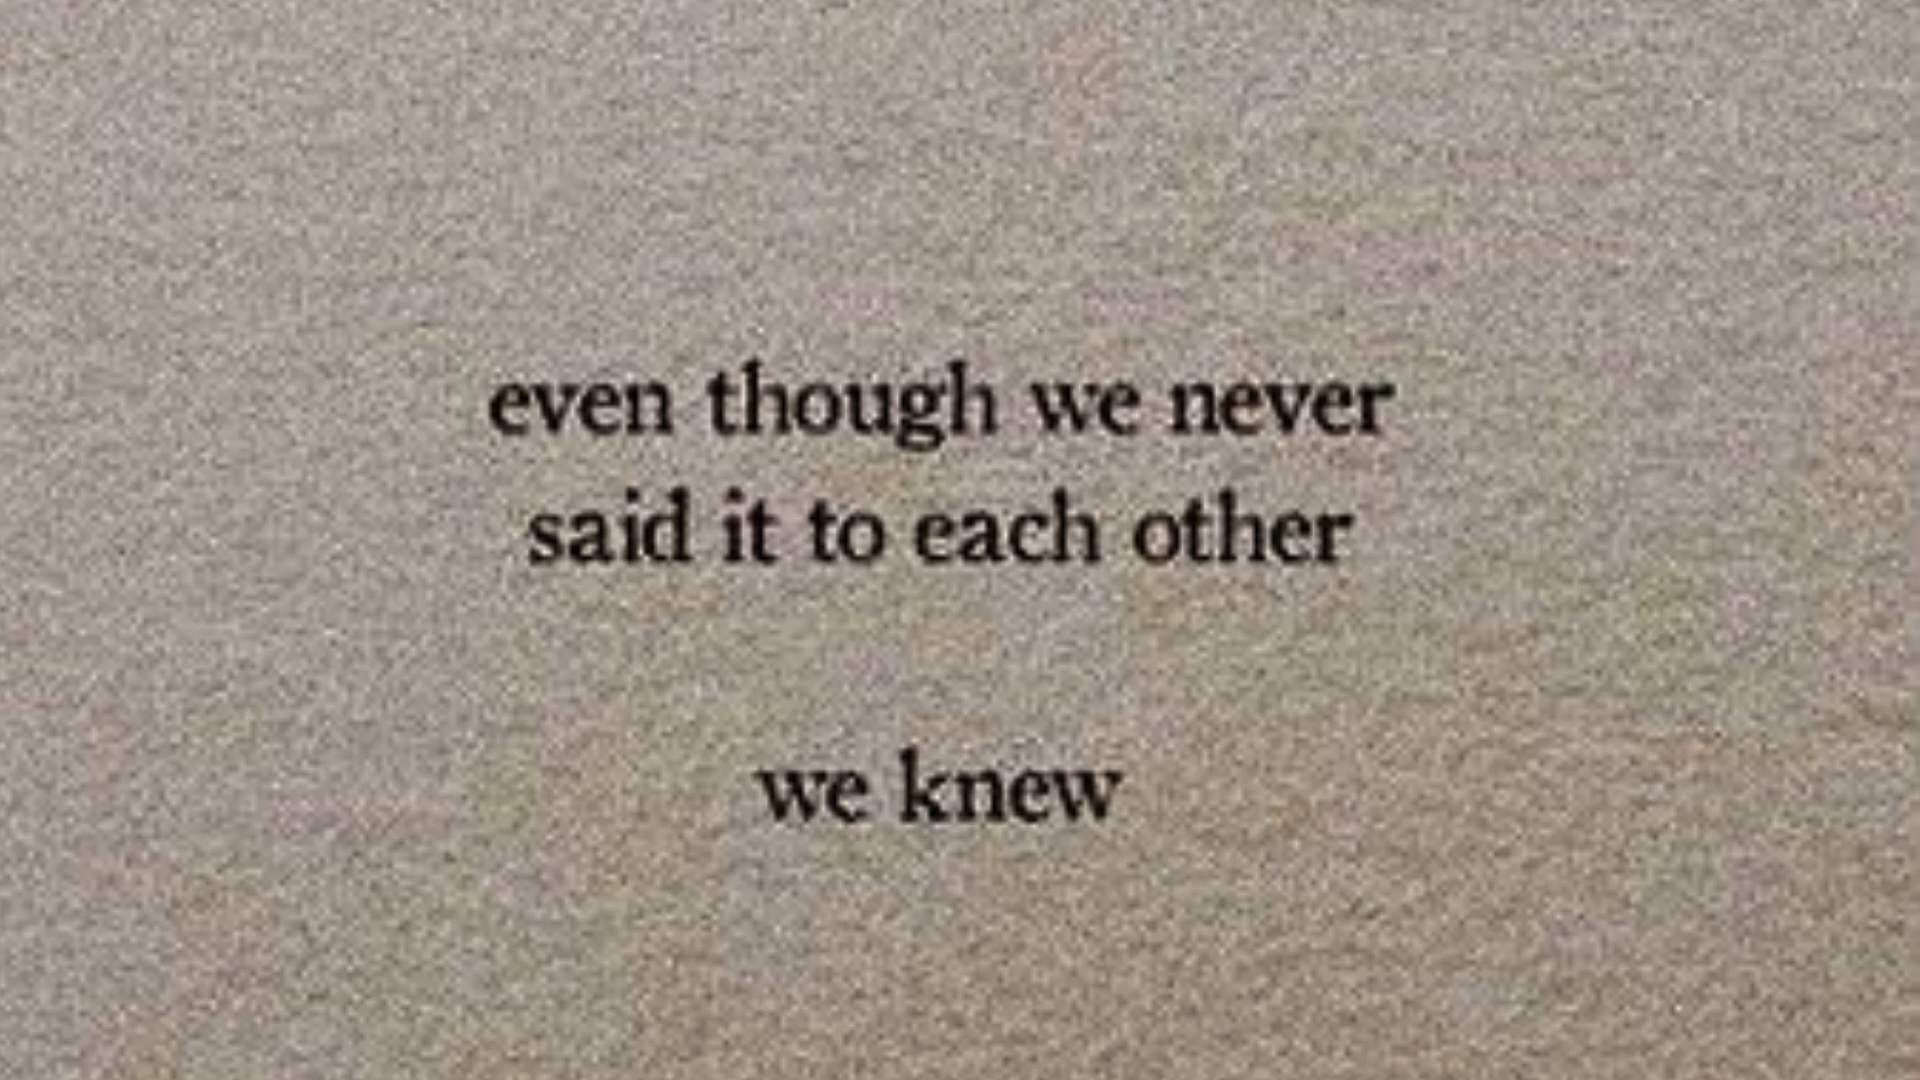 even though we never
said it to each other
we knew